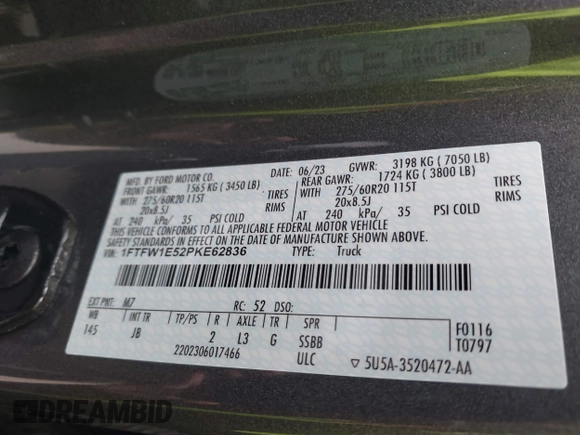 MFD. BY FORD MOTOR CO. DATE: 06/23 GVWR: 3198 KG ( 7050 LB)
FRONT GAWR: 1565 KG ( 3450 LB) REAR GAWR: 1724 KG ( 3800 LB)
WITH 275/60R20 115T TIRES WITH 275/60R20 115T TIRES
20x8.5J RIMS 20x8.5J RIMS
AT 240 kPa/ 35 PSI COLD AT 240 kPa/ 35 PSI COLD
THIS VEHICLE CONFORMS TO ALL APPLICABLE FEDERAL MOTOR VEHICLE
SAFETY STANDARDS IN EFFECT ON THE DATE OF MANUFACTURE SHOWN ABOVE.
VIN: 1FTFW1E52PKE62836 TYPE: Truck
EXT PNT: M7 RC: 52 DSO: F0116
WB INT TR TP/PS R AXLE TR SPR T0797
145 JB 2 L3 G SSBB
2202306017466 ULC ▽ 5U5A-3520472-AA
DREAMBID